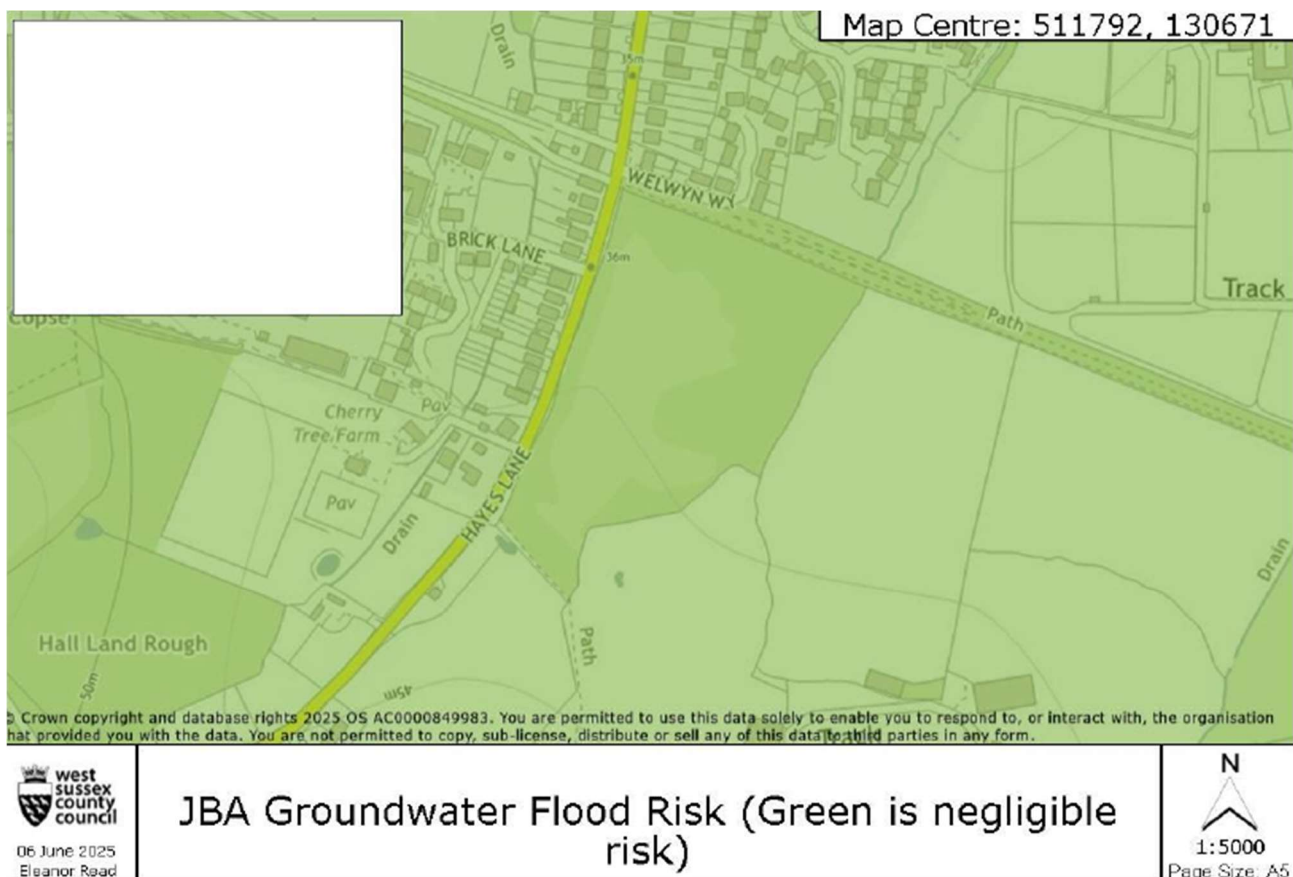 Map Centre: 511792, 130671
Drain
35m
WELWYN WY
BRICK LANE
36m
Track
Path
Copse
Cherry
Tree Farm
Pav
Pav
HAYES LANE
Drain
Drain
Hall Land Rough
50m
45m
Path
© Crown copyright and database rights 2025 OS AC0000849983. You are permitted to use this data solely to enable you to respond to, or interact with, the organisation
hat provided you with the data. You are not permitted to copy, sub-license, distribute or sell any of this data to third parties in any form.
west
sussex
county
council
06 June 2025
Eleanor Read
JBA Groundwater Flood Risk (Green is negligible
risk)
N
1:5000
Page Size: A5